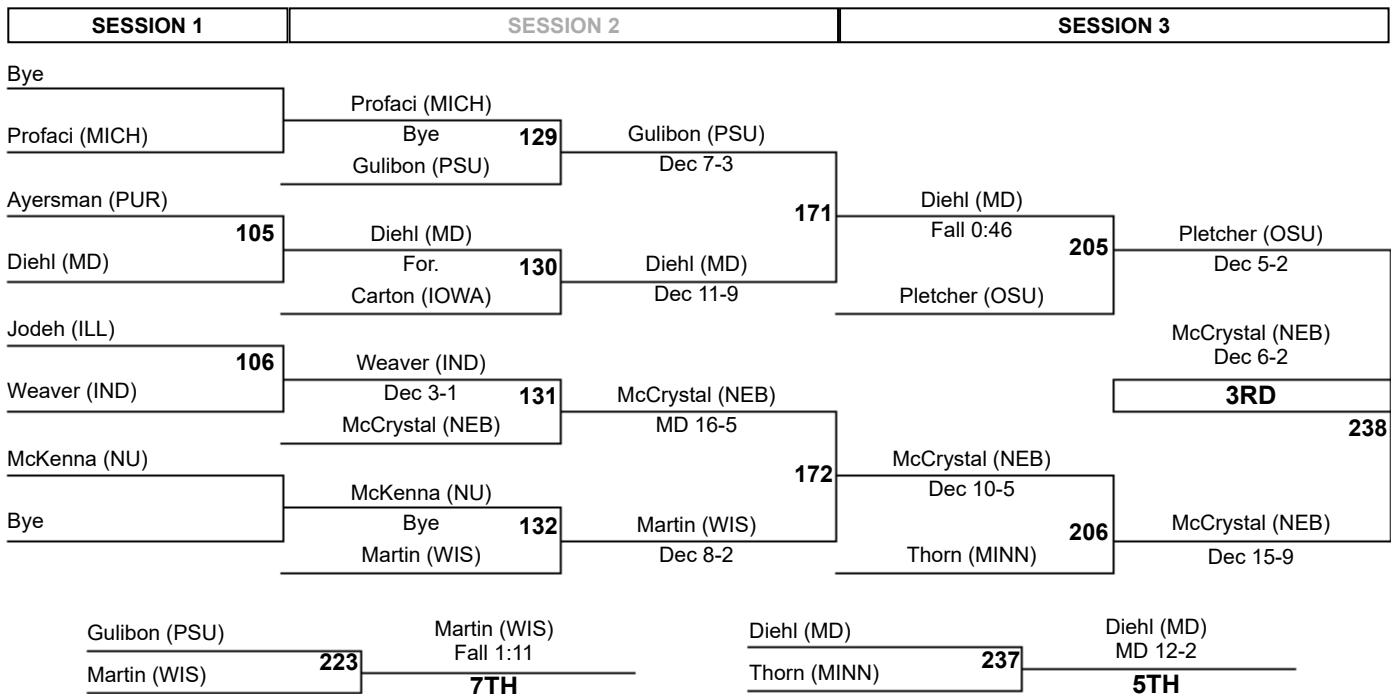 SESSION 1
SESSION 2
SESSION 3
Bye
Profaci (MICH)
Ayersman (PUR)
105
Diehl (MD)
Jodeh (ILL)
106
Weaver (IND)
McKenna (NU)
Bye
Profaci (MICH)
Bye
129
Gulibon (PSU)
Diehl (MD)
For.
130
Carton (IOWA)
Weaver (IND)
Dec 3-1
131
McCrystal (NEB)
McKenna (NU)
Bye
132
Martin (WIS)
Gulibon (PSU)
Dec 7-3
171
Diehl (MD)
Dec 11-9
McCrystal (NEB)
MD 16-5
172
Martin (WIS)
Dec 8-2
Diehl (MD)
Fall 0:46
205
Pletcher (OSU)
McCrystal (NEB)
Dec 10-5
206
Thorn (MINN)
Pletcher (OSU)
Dec 5-2
McCrystal (NEB)
Dec 6-2
3RD
238
McCrystal (NEB)
Dec 15-9
Gulibon (PSU)
223
Martin (WIS)
Martin (WIS)
Fall 1:11
7TH
Diehl (MD)
237
Thorn (MINN)
Diehl (MD)
MD 12-2
5TH